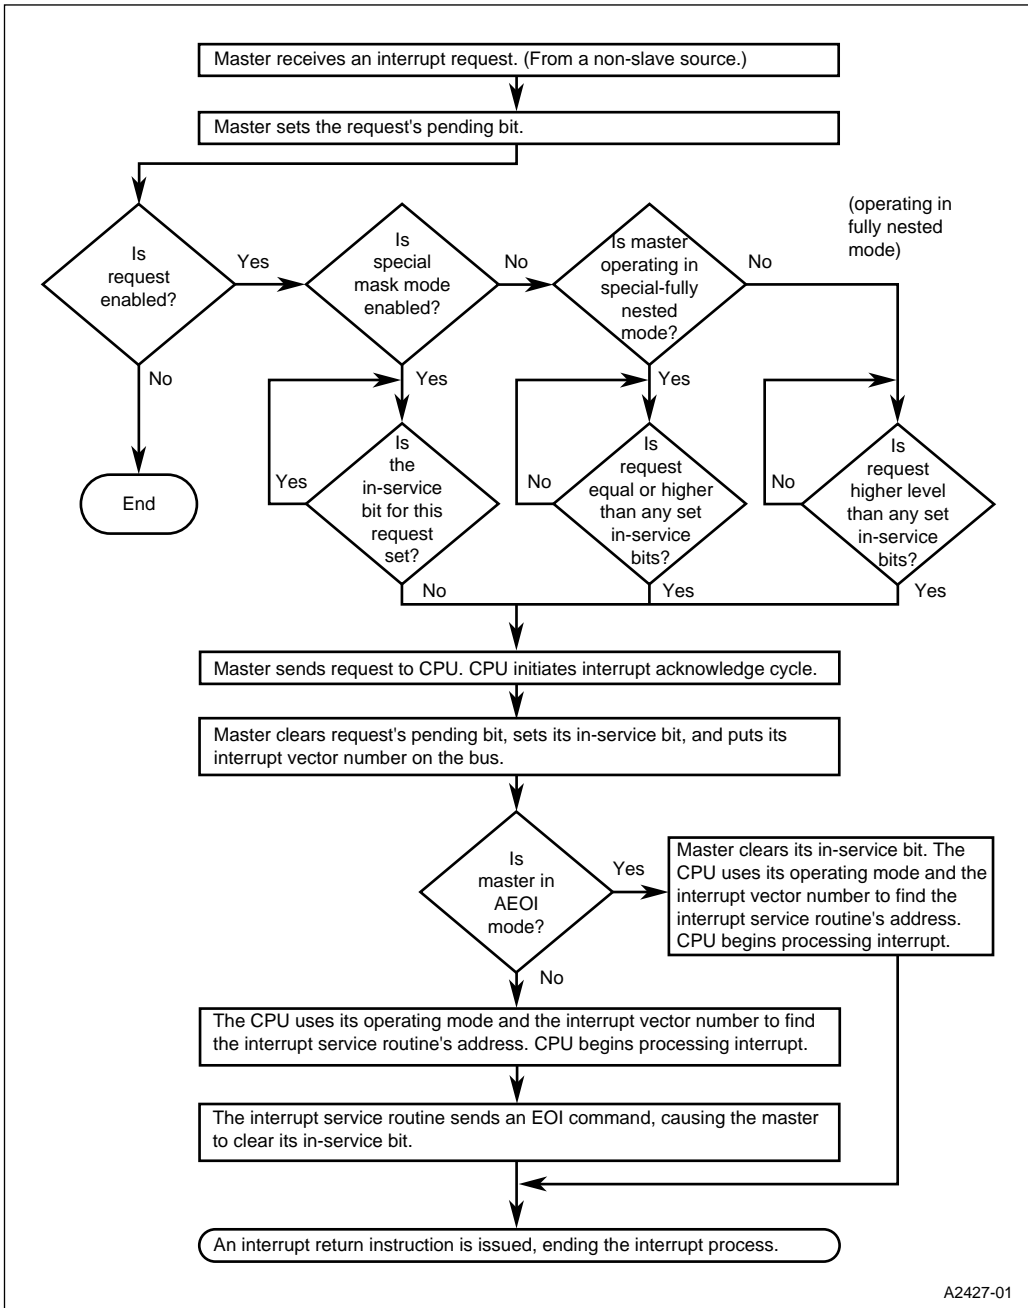 Master receives an interrupt request. (From a non-slave source.)
Master sets the request's pending bit.
(operating in
fully nested
mode)
Is
request
enabled?
Yes
No
End
Is
special
mask mode
enabled?
No
Yes
Is master
operating in
special-fully
nested
mode?
No
Yes
Is
the
in-service
bit for this
request
set?
Yes
No
Is
request
equal or higher
than any set
in-service
bits?
No
Yes
Is
request
higher level
than any set
in-service
bits?
No
Yes
Master sends request to CPU. CPU initiates interrupt acknowledge cycle.
Master clears request's pending bit, sets its in-service bit, and puts its
interrupt vector number on the bus.
Is
master in
AEOI
mode?
Yes
Master clears its in-service bit. The
CPU uses its operating mode and the
interrupt vector number to find the
interrupt service routine's address.
CPU begins processing interrupt.
No
The CPU uses its operating mode and the interrupt vector number to find
the interrupt service routine's address. CPU begins processing interrupt.
The interrupt service routine sends an EOI command, causing the master
to clear its in-service bit.
An interrupt return instruction is issued, ending the interrupt process.
A2427-01